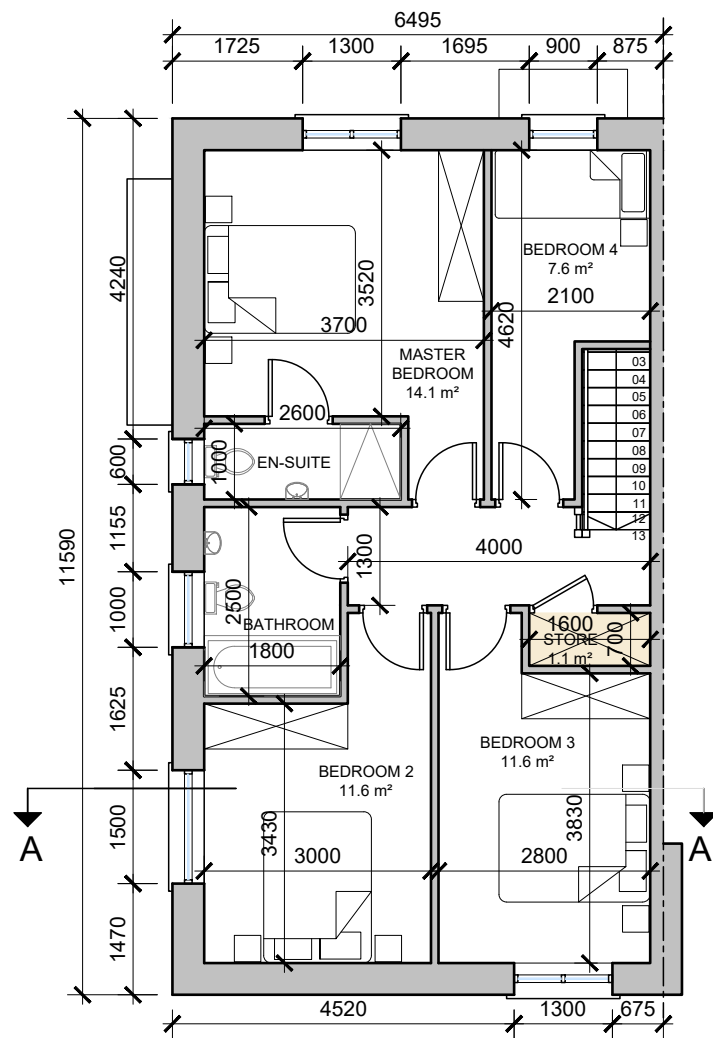 6495
1725 1300 1695 900 875
11590
4240
600
1155
1000
1625
1500
1470
BEDROOM 4
7.6 m²
2100
4620
3520
3700
MASTER
BEDROOM
14.1 m²
2600
1000
EN-SUITE
03
04
05
06
07
08
09
10
11
12
13
4000
1300
2500
BATHROOM
1800
1600
700
STORE
1.1 m²
BEDROOM 2
11.6 m²
3430
3000
BEDROOM 3
11.6 m²
3830
2800
A
A
4520 1300 675